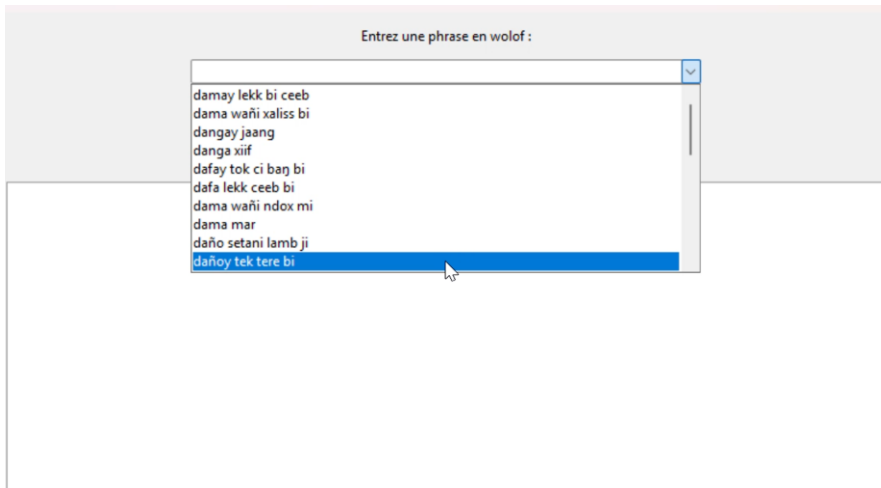 Entrez une phrase en wolof :
damay lekk bi ceeb
dama wañi xaliss bi
dangay jaang
danga xiif
dafay tok ci baŋ bi
dafa lekk ceeb bi
dama wañi ndox mi
dama mar
daño setani lamb ji
dañoy tek tere bi